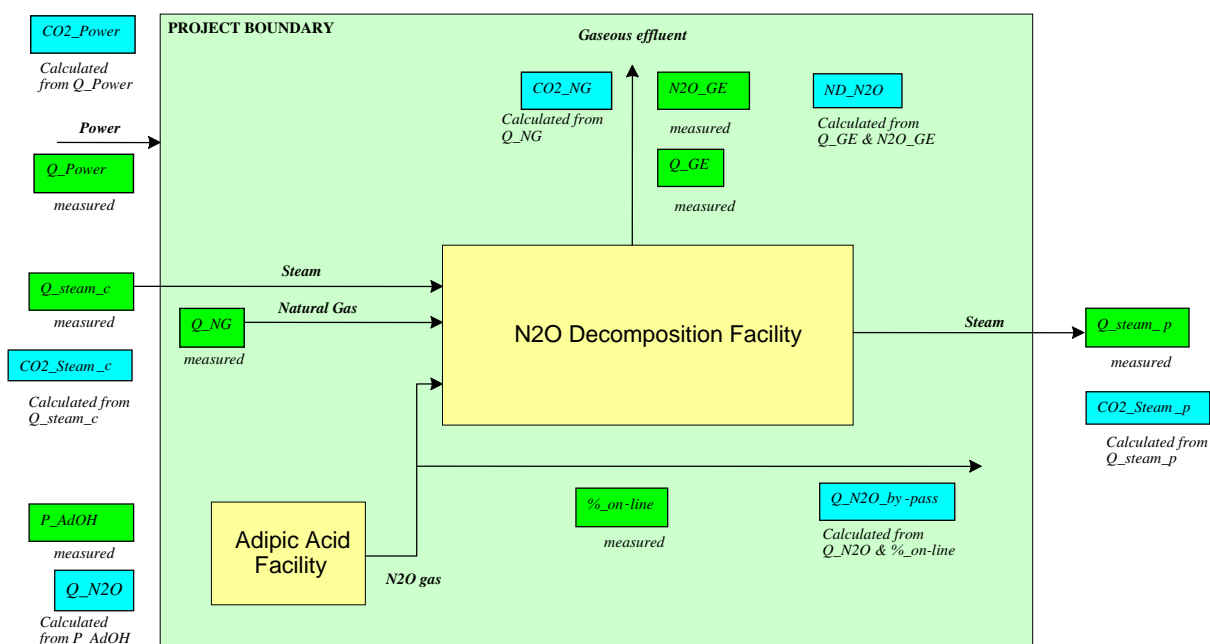 CO2_Power
Calculated
from Q_Power
Power
Q_Power
measured
Q_steam_c
measured
CO2_Steam_c
Calculated from
Q_steam_c
P_AdOH
measured
Q_N2O
Calculated
from P_AdOH
PROJECT BOUNDARY
Gaseous effluent
CO2_NG
Calculated from
Q_NG
N2O_GE
measured
Q_GE
measured
ND_N2O
Calculated from
Q_GE & N2O_GE
Steam
Natural Gas
Q_NG
measured
N2O Decomposition Facility
Steam
Q_steam_p
measured
CO2_Steam_p
Calculated from
Q_steam_p
Adipic Acid
Facility
N2O gas
%_on-line
measured
Q_N2O_by-pass
Calculated from
Q_N2O & %_on-line